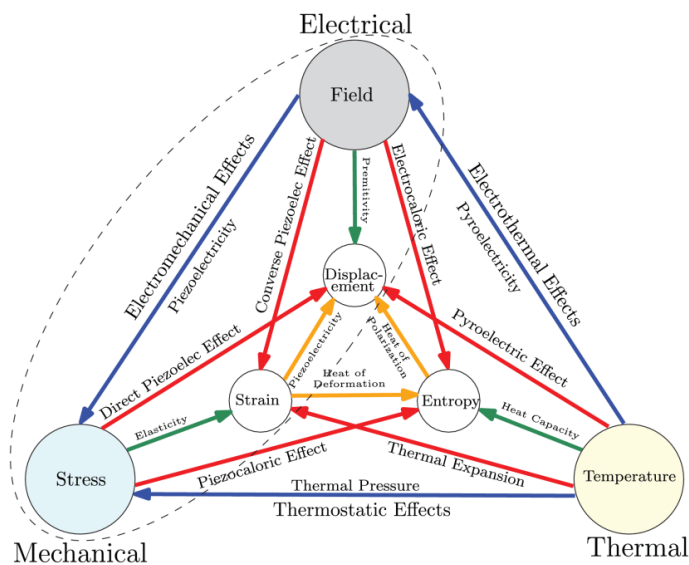 Electrical
Field
Electromechanical Effects
Piezoelectricity
Converse Piezoelec Effect
Premitivity
Electrocaloric Effect
Electrothermal Effects
Pyroelectricity
Displac-
ement
Direct Piezoelec Effect
Piezoelectricity
Heat of
Polarization
Pyroelectric Effect
Heat of
Deformation
Strain
Entropy
Elasticity
Heat Capacity
Piezocaloric Effect
Thermal Expansion
Stress
Temperature
Thermal Pressure
Thermostatic Effects
Mechanical
Thermal